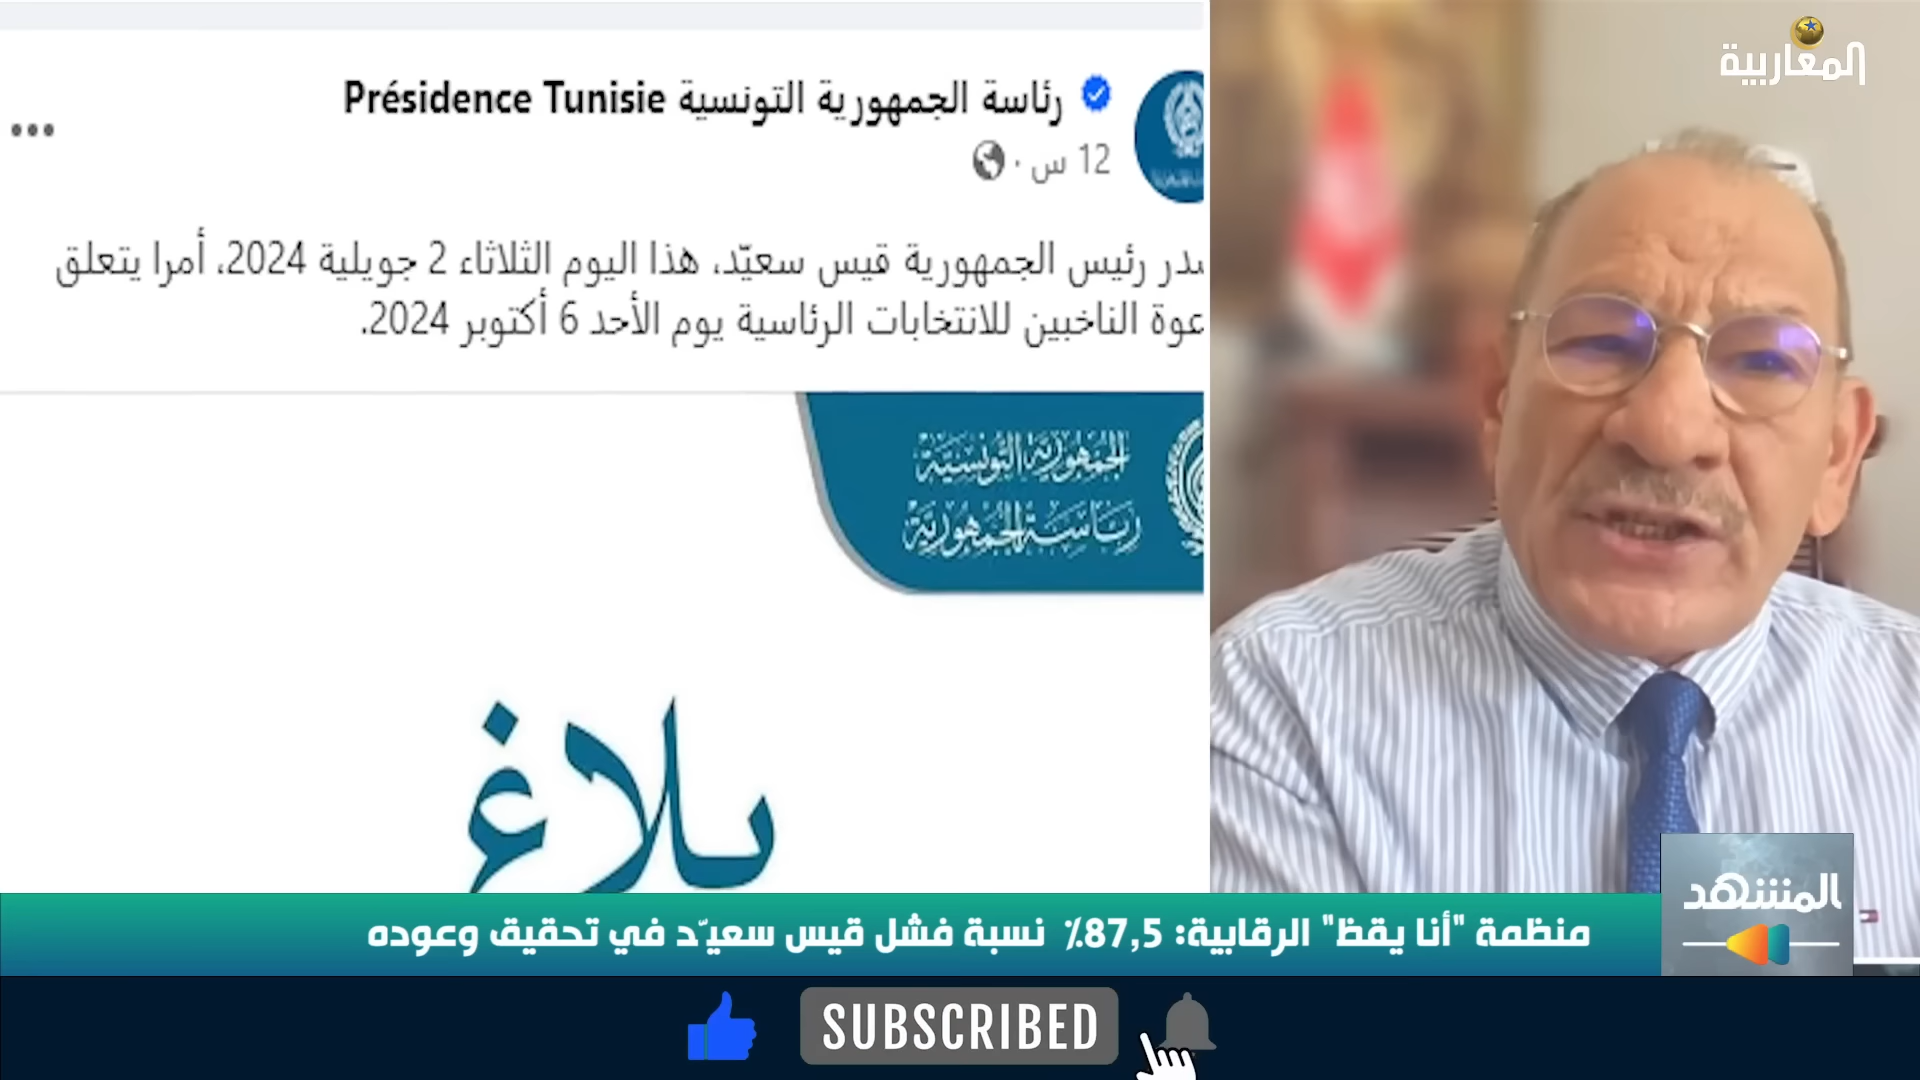 المغاربية
رئاسة الجمهورية التونسية Présidence Tunisie
12 س
در رئيس الجمهورية قيس سعيّد، هذا اليوم الثلاثاء 2 جويلية 2024، أمرا يتعلق
عوة الناخبين للانتخابات الرئاسية يوم الأحد 6 أكتوبر 2024.
الجمهورية التونسية
رئاسة الجمهورية
بلاغ
المشهد
منظمة "أنا يقظ" الرقابية: 87,5٪ نسبة فشل قيس سعيّد في تحقيق وعوده
SUBSCRIBED